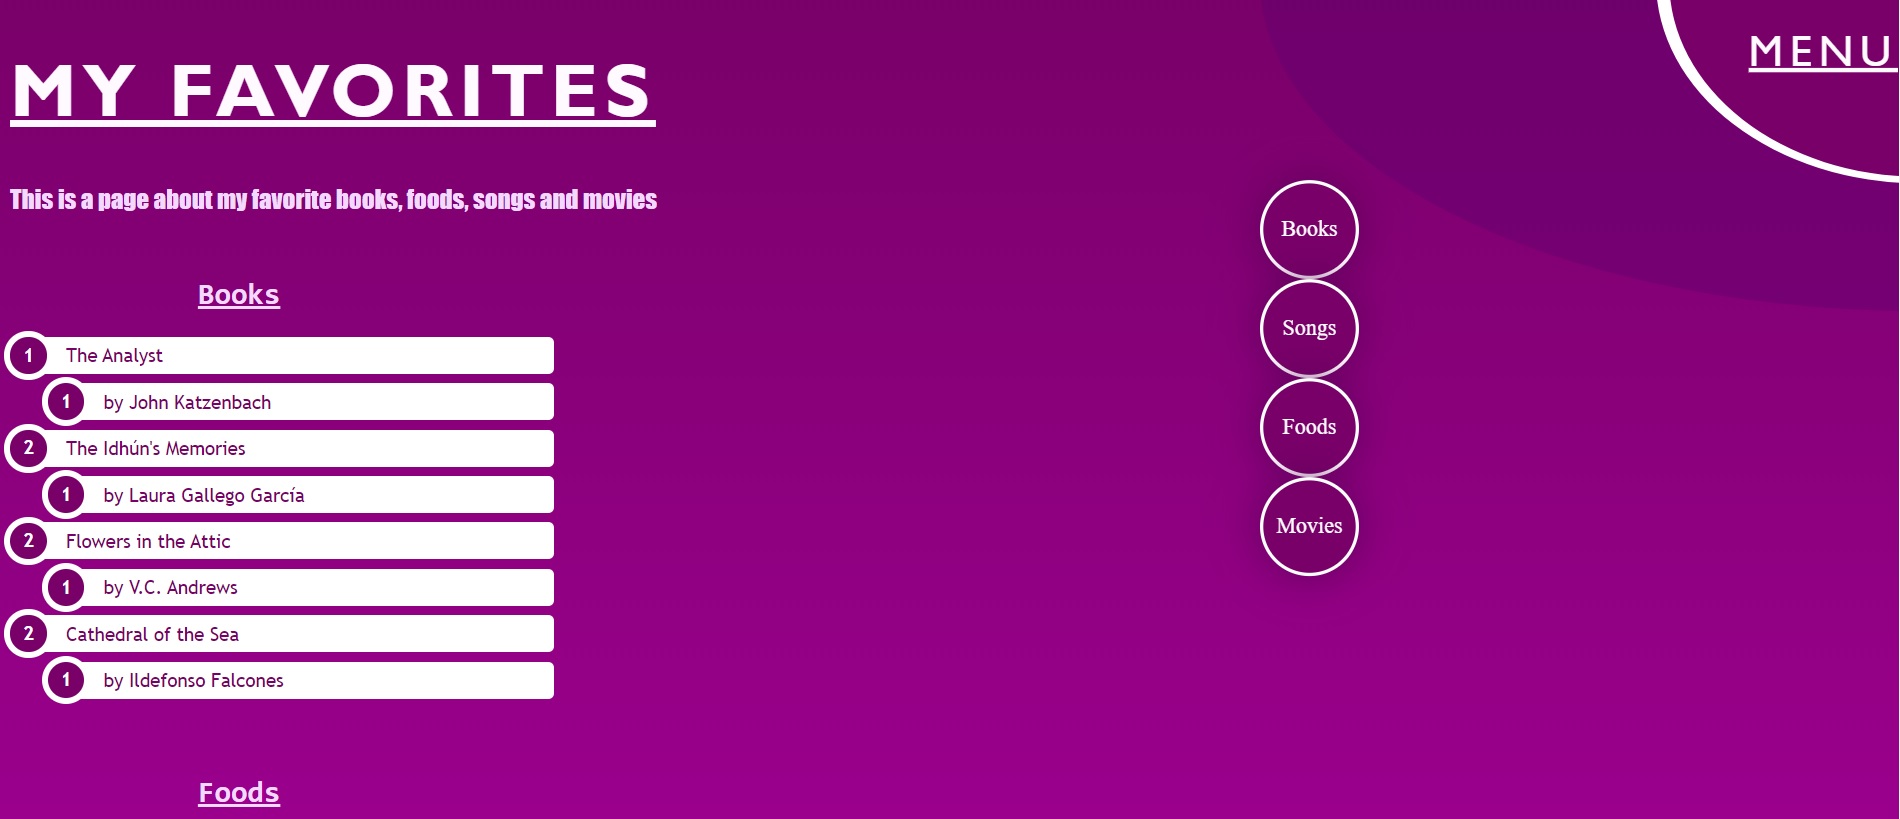 MY FAVORITES
MENU
This is a page about my favorite books, foods, songs and movies
Books
1 The Analyst
1 by John Katzenbach
2 The Idhún's Memories
1 by Laura Gallego García
2 Flowers in the Attic
1 by V.C. Andrews
2 Cathedral of the Sea
1 by Ildefonso Falcones
Foods
Books
Songs
Foods
Movies